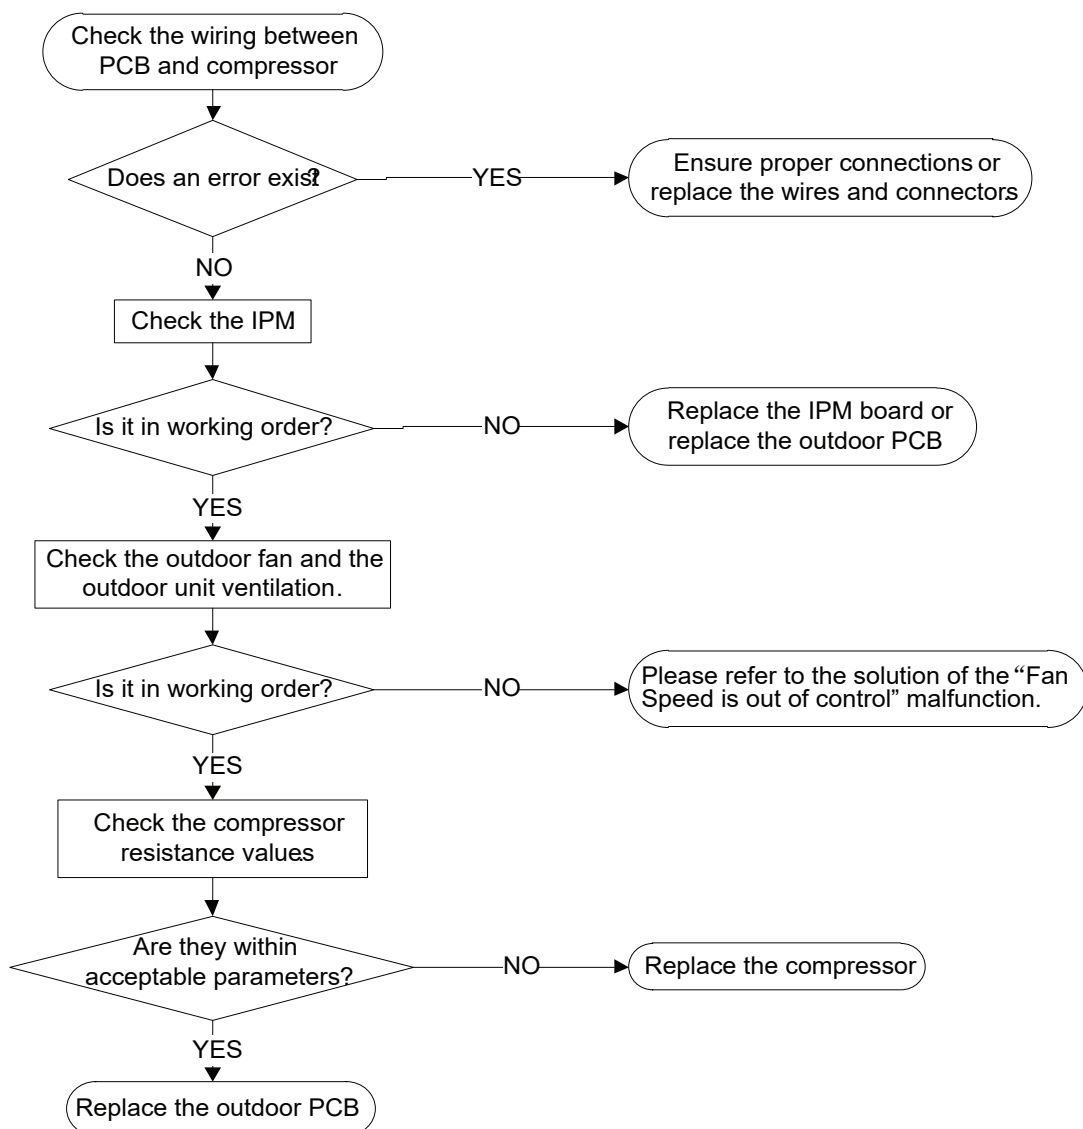 Check the wiring between
PCB and compressor
Does an error exist?
YES
Ensure proper connections or
replace the wires and connectors.
NO
Check the IPM.
Is it in working order?
NO
Replace the IPM board or
replace the outdoor PCB
YES
Check the outdoor fan and the
outdoor unit ventilation.
Is it in working order?
NO
Please refer to the solution of the “Fan
Speed is out of control” malfunction.
YES
Check the compressor
resistance values.
Are they within
acceptable parameters?
NO
Replace the compressor.
YES
Replace the outdoor PCB